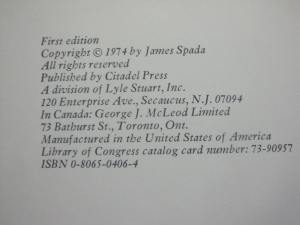 First edition
Copyright © 1974 by James Spada
All rights reserved
Published by Citadel Press
A division of Lyle Stuart, Inc.
120 Enterprise Ave., Secaucus, N.J. 07094
In Canada: George J. McLeod Limited
73 Bathurst St., Toronto, Ont.
Manufactured in the United States of America
Library of Congress catalog card number: 73-90957
ISBN 0-8065-0406-4